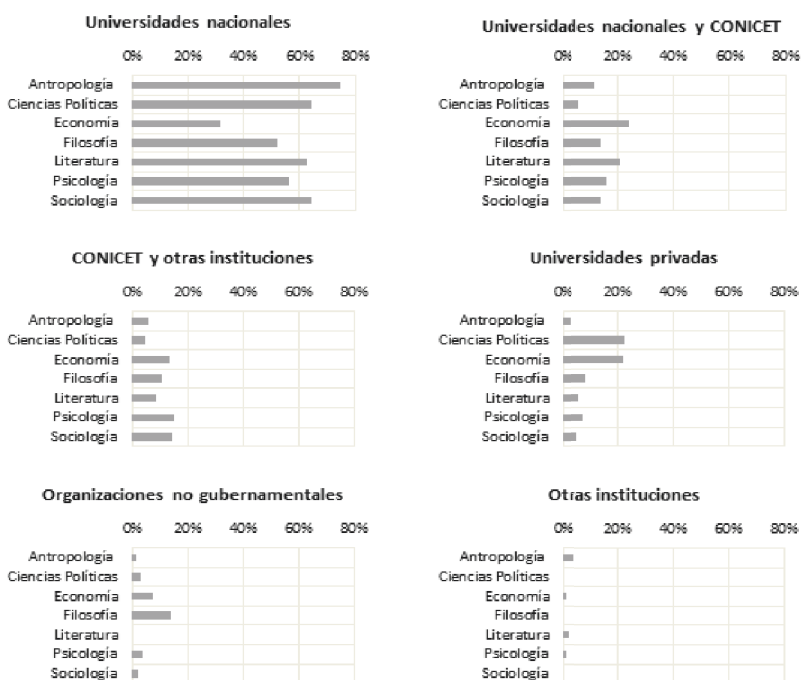 Universidades nacionales
0% 20% 40% 60% 80%
Antropología
Ciencias Políticas
Economía
Filosofía
Literatura
Psicología
Sociología
Universidades nacionales y CONICET
0% 20% 40% 60% 80%
Antropología
Ciencias Políticas
Economía
Filosofía
Literatura
Psicología
Sociología
CONICET y otras instituciones
0% 20% 40% 60% 80%
Antropología
Ciencias Políticas
Economía
Filosofía
Literatura
Psicología
Sociología
Universidades privadas
0% 20% 40% 60% 80%
Antropología
Ciencias Políticas
Economía
Filosofía
Literatura
Psicología
Sociología
Organizaciones no gubernamentales
0% 20% 40% 60% 80%
Antropología
Ciencias Políticas
Economía
Filosofía
Literatura
Psicología
Sociología
Otras instituciones
0% 20% 40% 60% 80%
Antropología
Ciencias Políticas
Economía
Filosofía
Literatura
Psicología
Sociología